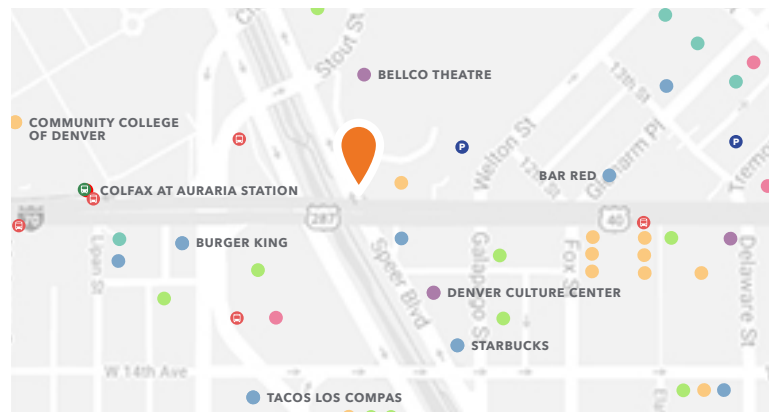 Stout St
BELLCO THEATRE
COMMUNITY COLLEGE
OF DENVER
13th St
P
P
Welton St
12th St
Glenarm Pl
BAR RED
COLFAX AT AURARIA STATION
287
40
BURGER KING
Lipan St
Speer Blvd
Galapago St
Fox St
Delaware St
DENVER CULTURE CENTER
STARBUCKS
W 14th Ave
TACOS LOS COMPAS